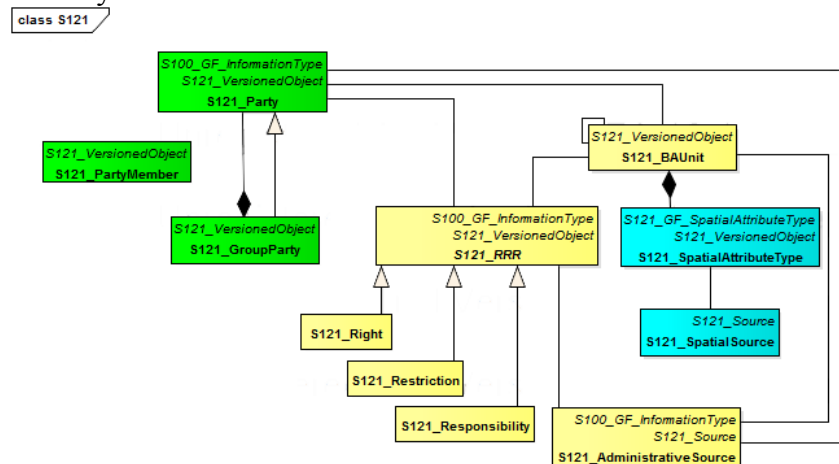 class S121
S100_GF_InformationType
S121_VersionedObject
S121_Party
S121_VersionedObject
S121_BAUnit
S121_VersionedObject
S121_PartyMember
S121_VersionedObject
S121_GroupParty
S100_GF_InformationType
S121_VersionedObject
S121_RRR
S121_GF_SpatialAttributeType
S121_VersionedObject
S121_SpatialAttributeType
S121_Source
S121_SpatialSource
S121_Right
S121_Restriction
S121_Responsibility
S100_GF_InformationType
S121_Source
S121_AdministrativeSource